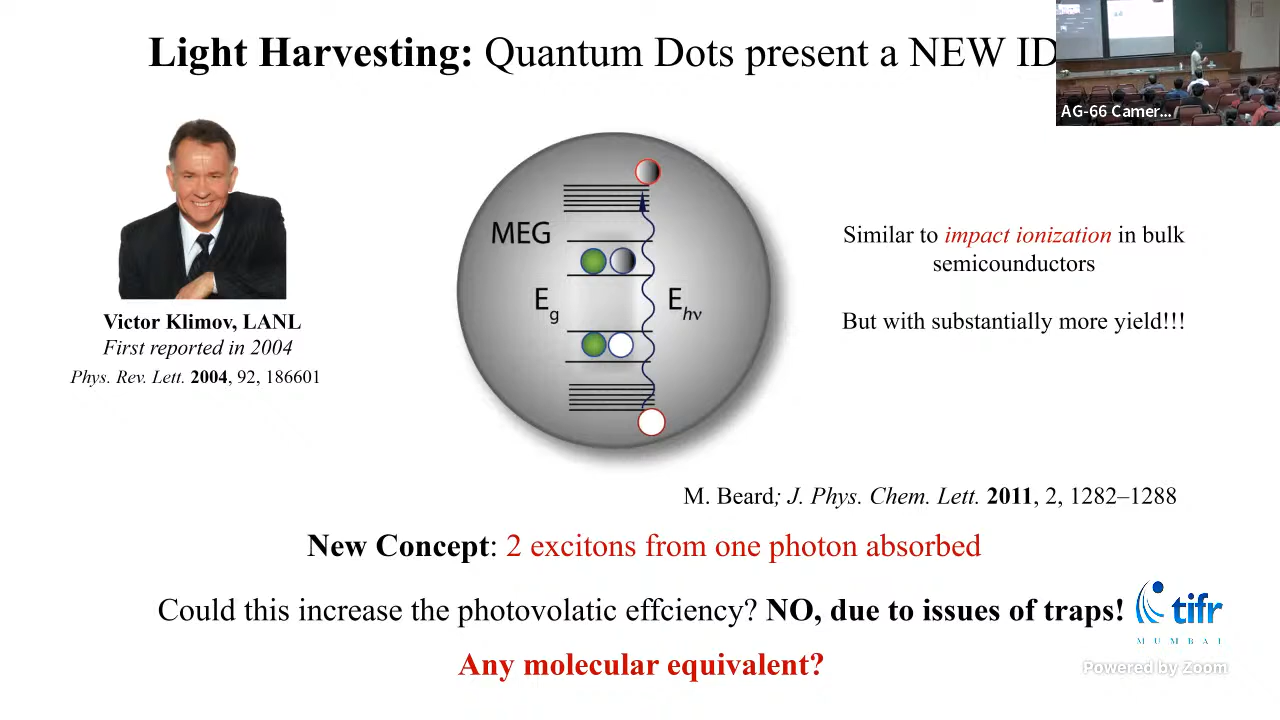 Light Harvesting: Quantum Dots present a NEW ID
AG-66 Camer...
MEG
E_g
E_hν
Similar to impact ionization in bulk
semicounductors
But with substantially more yield!!!
Victor Klimov, LANL
First reported in 2004
Phys. Rev. Lett. 2004, 92, 186601
M. Beard; J. Phys. Chem. Lett. 2011, 2, 1282–1288
New Concept: 2 excitons from one photon absorbed
Could this increase the photovolatic effciency? NO, due to issues of traps!
tifr
MUMBAI
Any molecular equivalent?
Powered by Zoom